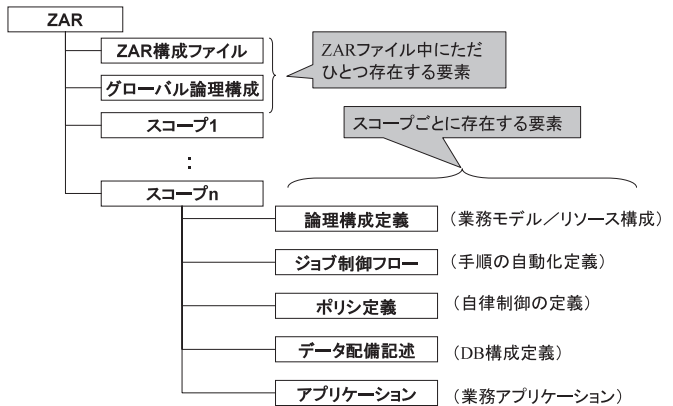 ZAR
ZAR構成ファイル
グローバル論理構成
スコープ1
:
スコープn
ZARファイル中にただ
ひとつ存在する要素
スコープごとに存在する要素
論理構成定義
(業務モデル/リソース構成)
ジョブ制御フロー
(手順の自動化定義)
ポリシ定義
(自律制御の定義)
データ配備記述
(DB構成定義)
アプリケーション
(業務アプリケーション)